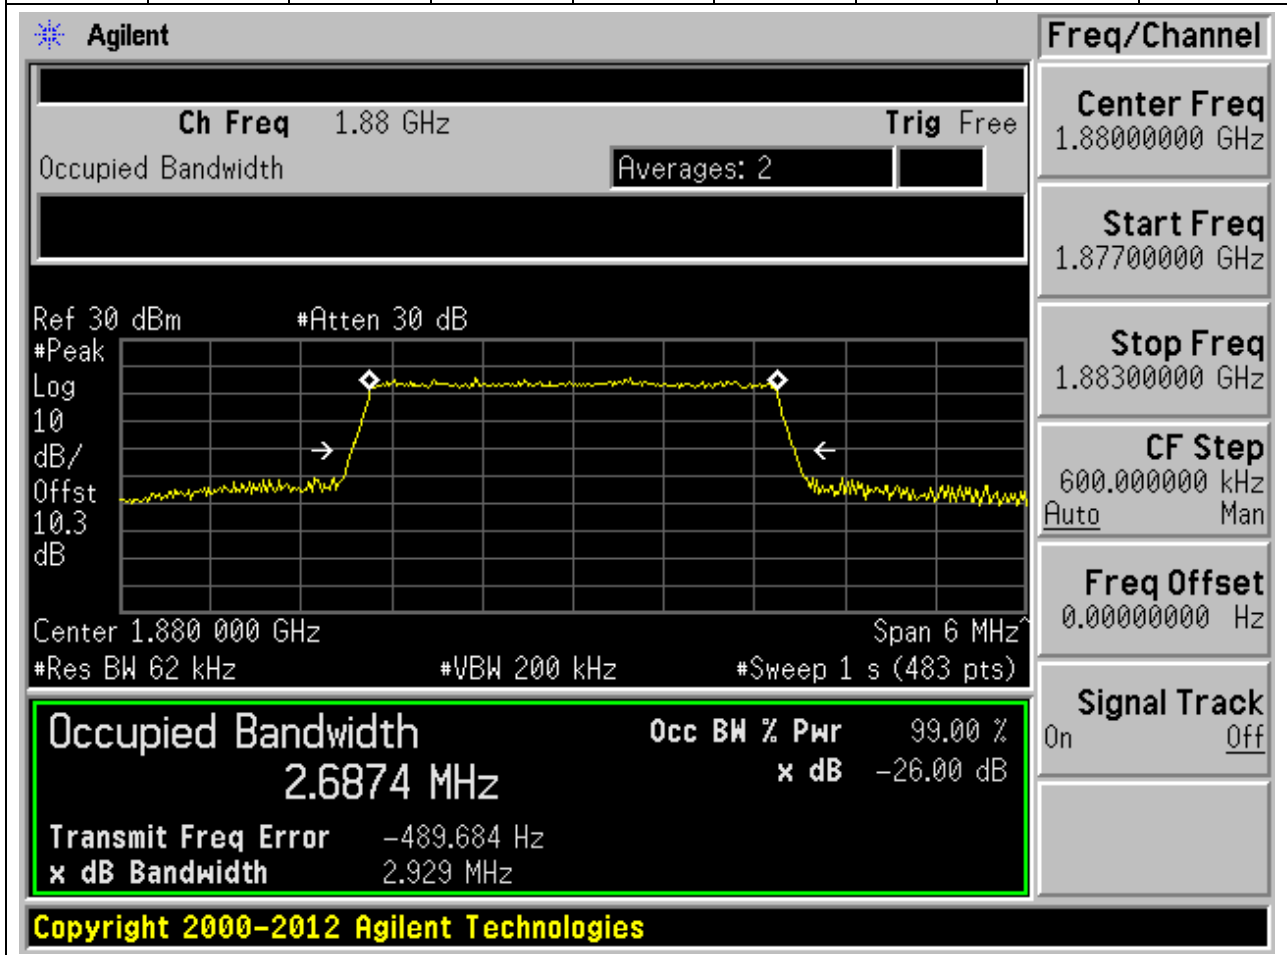 Agilent
Freq/Channel
Ch Freq 1.88 GHz Trig Free
Occupied Bandwidth Averages: 2
Center Freq
1.88000000 GHz
Start Freq
1.87700000 GHz
Stop Freq
1.88300000 GHz
CF Step
600.000000 kHz
Auto Man
Freq Offset
0.00000000 Hz
Signal Track
On Off
Ref 30 dBm #Atten 30 dB
#Peak
Log
10
dB/
Offst
10.3
dB
Center 1.880 000 GHz Span 6 MHz^
#Res BW 62 kHz #VBW 200 kHz #Sweep 1 s (483 pts)
Occupied Bandwidth Occ BW % Pwr 99.00 %
2.6874 MHz x dB -26.00 dB
Transmit Freq Error -489.684 Hz
x dB Bandwidth 2.929 MHz
Copyright 2000-2012 Agilent Technologies